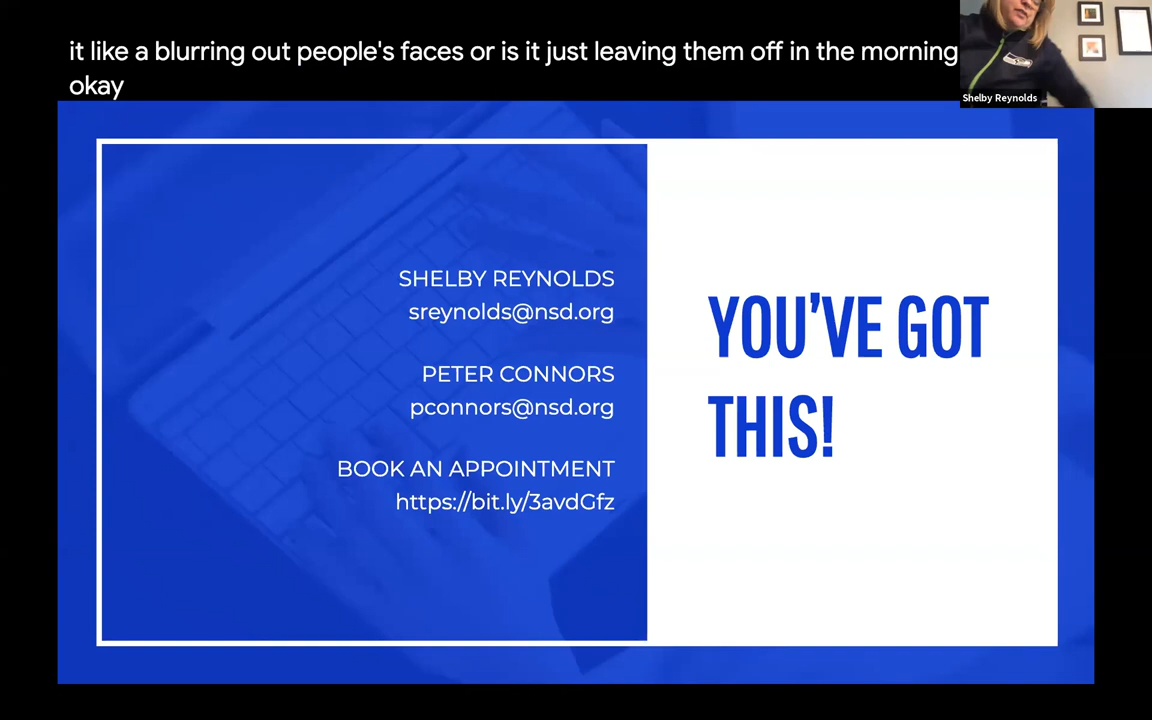 it like a blurring out people's faces or is it just leaving them off in the morning
okay
Shelby Reynolds
SHELBY REYNOLDS
sreynolds@nsd.org
PETER CONNORS
pconnors@nsd.org
BOOK AN APPOINTMENT
https://bit.ly/3avdGfz
YOU'VE GOT
THIS!